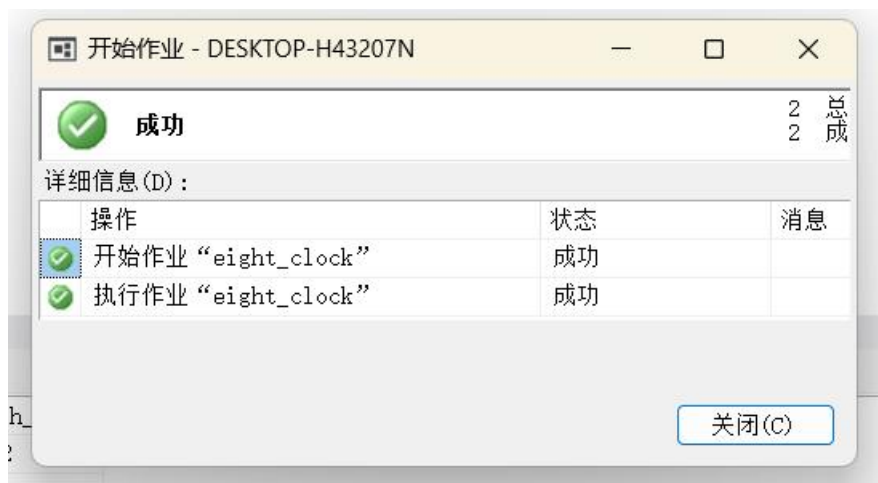 开始作业 - DESKTOP-H43207N
成功
2 总
2 成
详细信息(D):
操作 状态 消息
开始作业“eight_clock” 成功
执行作业“eight_clock” 成功
h_
关闭(C)
2